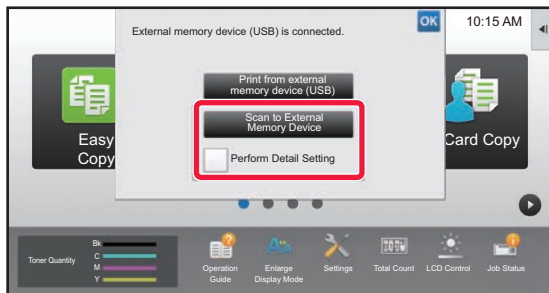 External memory device (USB) is connected.
OK
10:15 AM
Print from external
memory device (USB)
Scan to External
Memory Device
Perform Detail Setting
Easy
Copy
Card Copy
Toner Quantity
Bk
C
M
Y
Operation
Guide
Enlarge
Display Mode
Settings
Total Count
LCD Control
Job Status